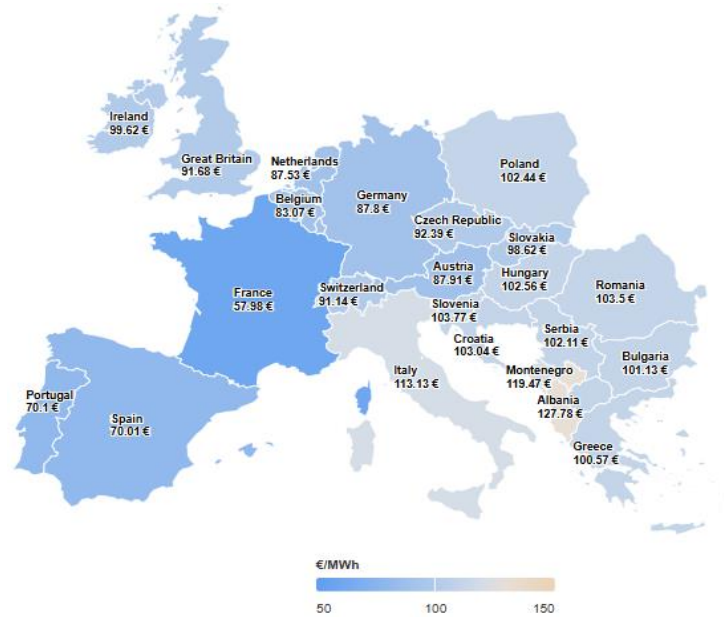 Ireland
99.62 €
Great Britain
91.68 €
Netherlands
87.53 €
Belgium
83.07 €
Germany
87.8 €
Poland
102.44 €
Czech Republic
92.39 €
Slovakia
98.62 €
Austria
87.91 €
Hungary
102.56 €
Romania
103.5 €
France
57.98 €
Switzerland
91.14 €
Slovenia
103.77 €
Croatia
103.04 €
Serbia
102.11 €
Bulgaria
101.13 €
Italy
113.13 €
Montenegro
119.47 €
Albania
127.78 €
Greece
100.57 €
Portugal
70.1 €
Spain
70.01 €
€/MWh
50 100 150